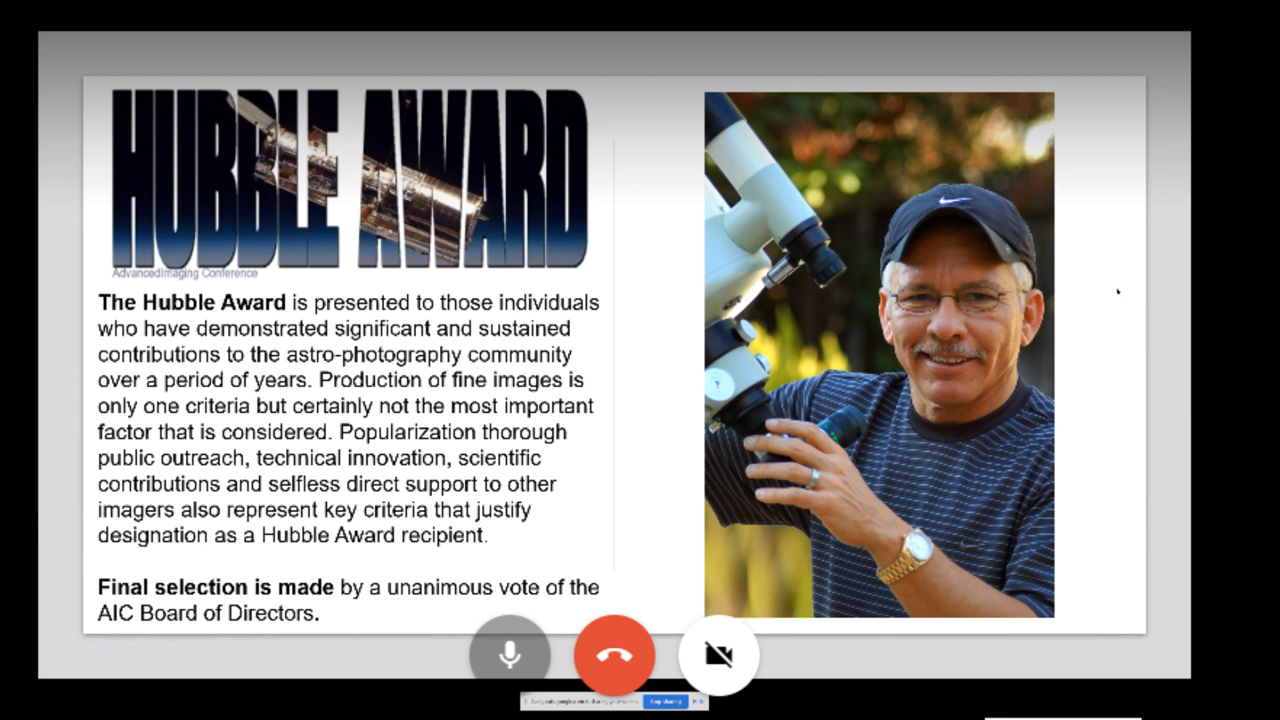 HUBBLE AWARD
AdvancedImaging Conference
The Hubble Award is presented to those individuals
who have demonstrated significant and sustained
contributions to the astro-photography community
over a period of years. Production of fine images is
only one criteria but certainly not the most important
factor that is considered. Popularization thorough
public outreach, technical innovation, scientific
contributions and selfless direct support to other
imagers also represent key criteria that justify
designation as a Hubble Award recipient.
Final selection is made by a unanimous vote of the
AIC Board of Directors.
Stop sharing